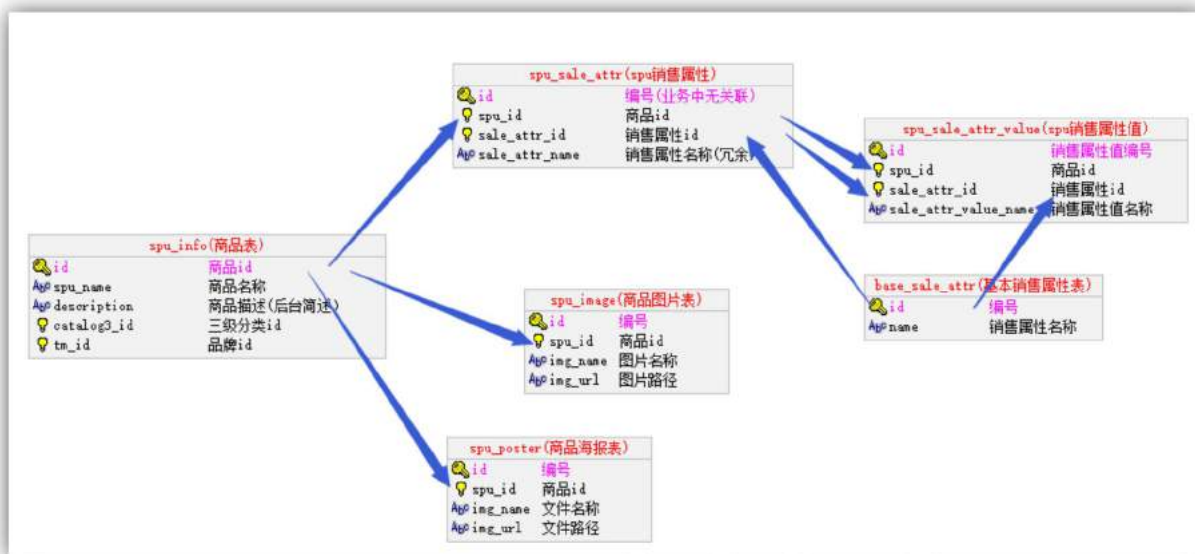 spu_sale_attr(spu销售属性)
id 编号(业务中无关联)
spu_id 商品id
sale_attr_id 销售属性id
Abc sale_attr_name 销售属性名称(冗余)
spu_sale_attr_value(spu销售属性值)
id 销售属性值编号
spu_id 商品id
sale_attr_id 销售属性id
Abc sale_attr_value_name 销售属性值名称
spu_info(商品表)
id 商品id
Abc spu_name 商品名称
Abc description 商品描述(后台简述)
catalog3_id 三级分类id
tm_id 品牌id
spu_image(商品图片表)
id 编号
spu_id 商品id
Abc img_name 图片名称
Abc img_url 图片路径
base_sale_attr(基本销售属性表)
id 编号
Abc name 销售属性名称
spu_poster(商品海报表)
id 编号
spu_id 商品id
Abc img_name 文件名称
Abc img_url 文件路径